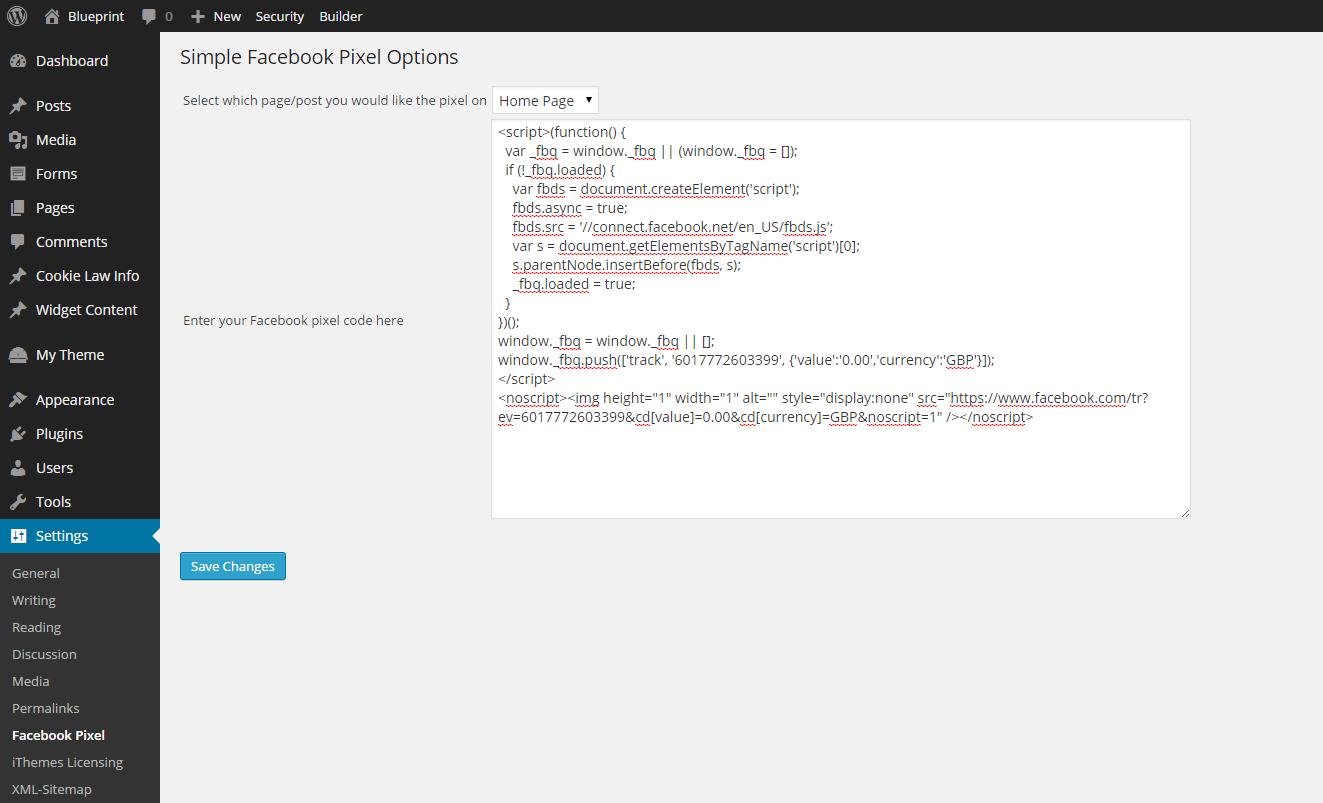 Blueprint 0 New Security Builder
Dashboard
Posts
Media
Forms
Pages
Comments
Cookie Law Info
Widget Content
My Theme
Appearance
Plugins
Users
Tools
Settings
General
Writing
Reading
Discussion
Media
Permalinks
Facebook Pixel
iThemes Licensing
XML-Sitemap
Simple Facebook Pixel Options
Select which page/post you would like the pixel on Home Page
Enter your Facebook pixel code here
<script>(function() {
var _fbq = window._fbq || (window._fbq = []);
if (!_fbq.loaded) {
var fbds = document.createElement('script');
fbds.async = true;
fbds.src = '//connect.facebook.net/en_US/fbds.js';
var s = document.getElementsByTagName('script')[0];
s.parentNode.insertBefore(fbds, s);
_fbq.loaded = true;
}
})();
window._fbq = window._fbq || [];
window._fbq.push(['track', '6017772603399', {'value':'0.00','currency':'GBP'}]);
</script>
<noscript><img height="1" width="1" alt="" style="display:none" src="https://www.facebook.com/tr?
ev=6017772603399&cd[value]=0.00&cd[currency]=GBP&noscript=1" /></noscript>
Save Changes